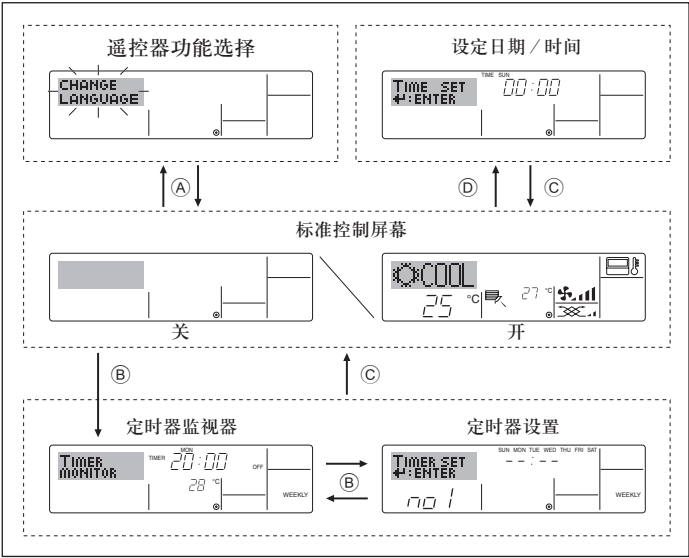 遥控器功能选择
CHANGE
LANGUAGE
设定日期／时间
TIME SUN
TIME SET 00:00
↵:ENTER
Ⓐ
Ⓓ
Ⓒ
标准控制屏幕
关
COOL
25 °C
27 °C
开
Ⓑ
Ⓒ
定时器监视器
TIMER
MONITOR
MON
TIMER 20:00 OFF
28 °C
WEEKLY
Ⓑ
定时器设置
SUN MON TUE WED THU FRI SAT
TIMER SET --:--
↵:ENTER
no 1
WEEKLY